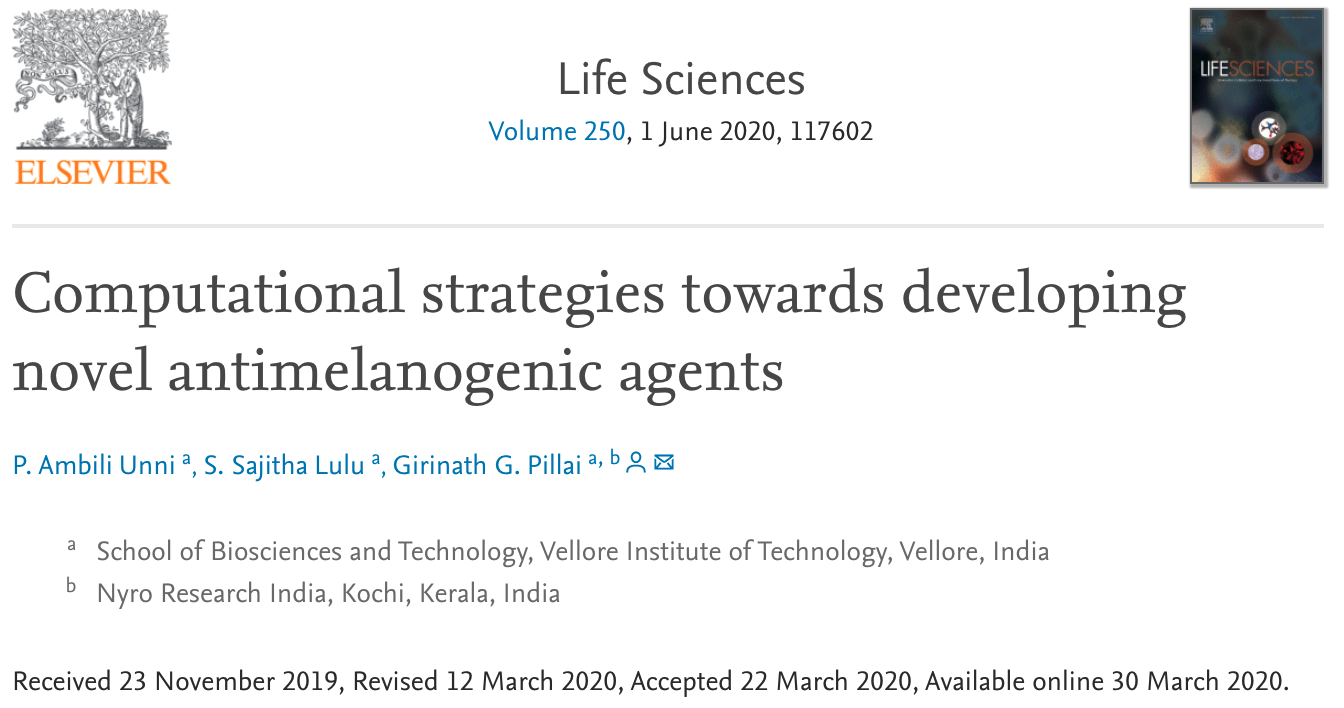 Life Sciences
Volume 250, 1 June 2020, 117602
ELSEVIER
LIFESCIENCES
Computational strategies towards developing
novel antimelanogenic agents
P. Ambili Unni a, S. Sajitha Lulu a, Girinath G. Pillai a, b
a School of Biosciences and Technology, Vellore Institute of Technology, Vellore, India
b Nyro Research India, Kochi, Kerala, India
Received 23 November 2019, Revised 12 March 2020, Accepted 22 March 2020, Available online 30 March 2020.